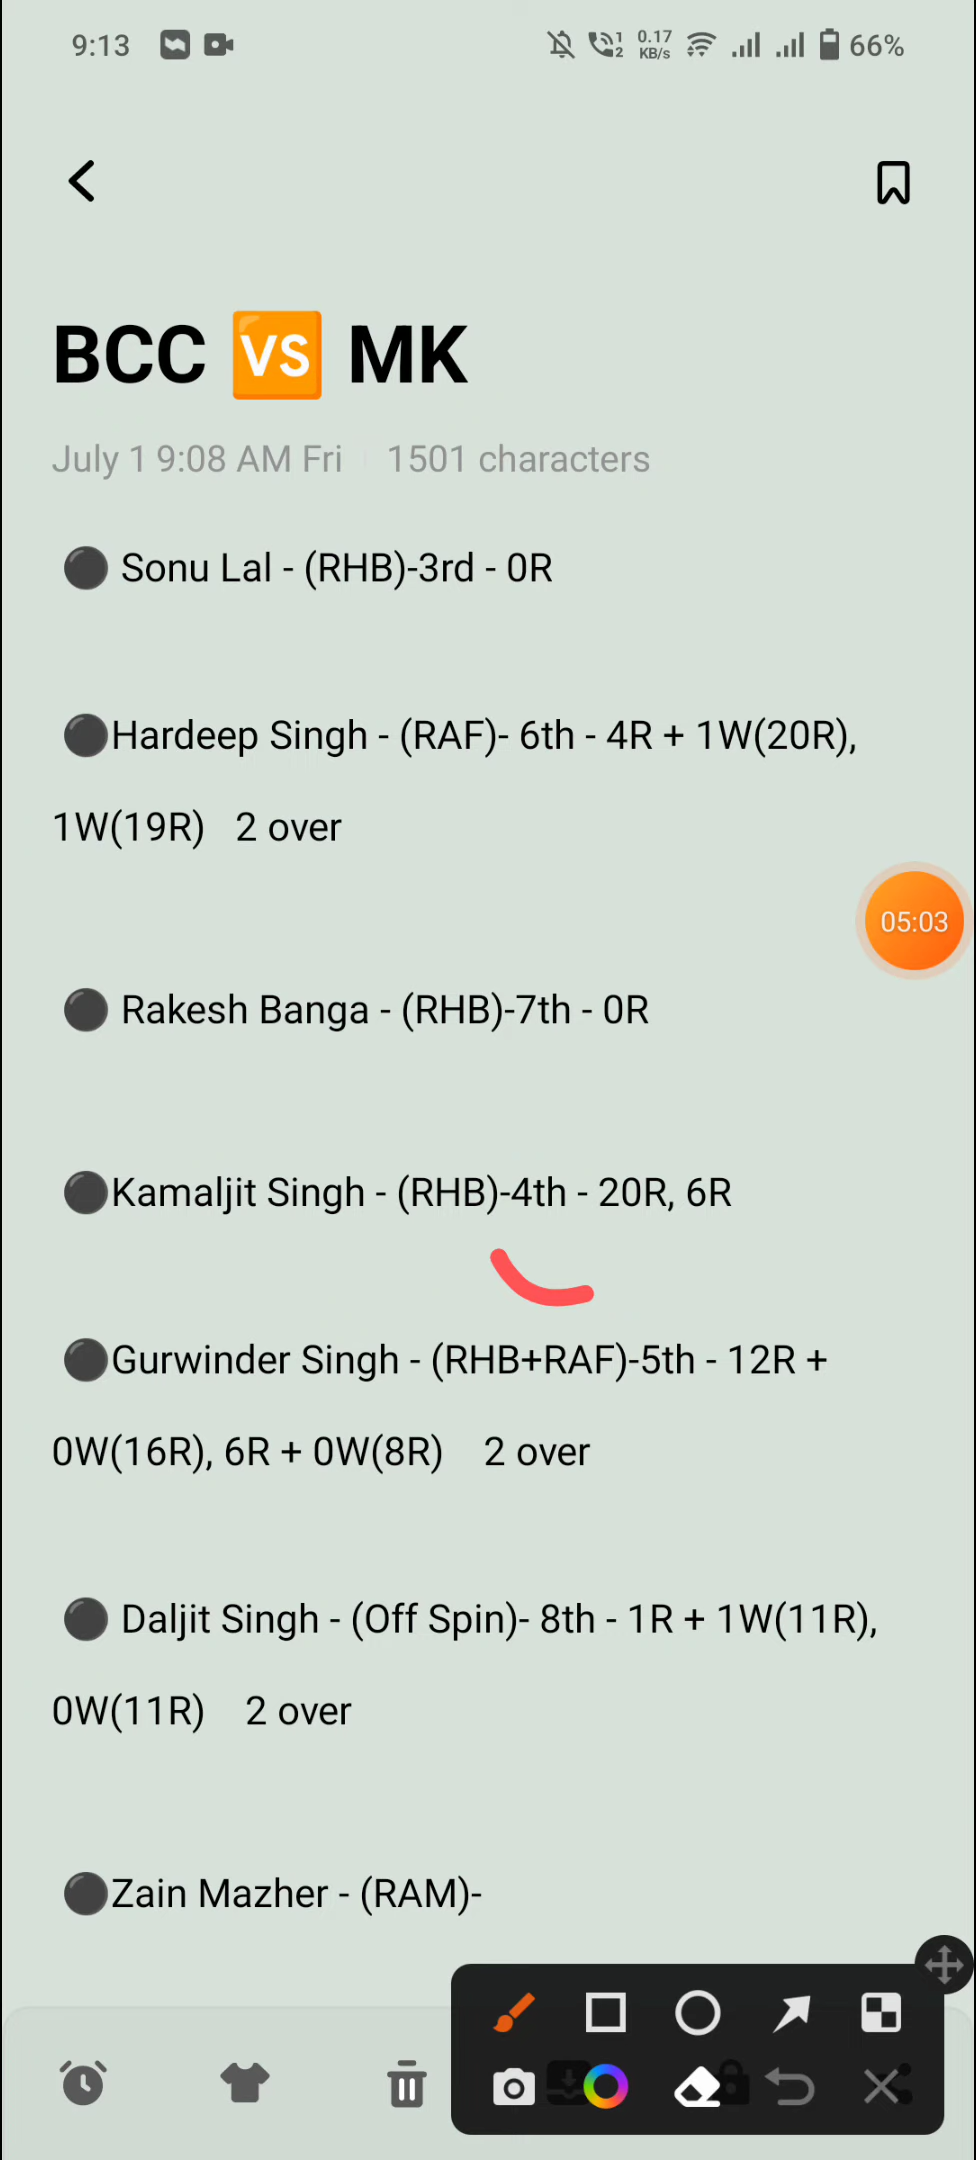 9:13 1 2 0.17 KB/s 66%
BCC VS MK
July 1 9:08 AM Fri 1501 characters
Sonu Lal - (RHB)-3rd - 0R
Hardeep Singh - (RAF)- 6th - 4R + 1W(20R),
1W(19R) 2 over
05:03
Rakesh Banga - (RHB)-7th - 0R
Kamaljit Singh - (RHB)-4th - 20R, 6R
Gurwinder Singh - (RHB+RAF)-5th - 12R +
0W(16R), 6R + 0W(8R) 2 over
Daljit Singh - (Off Spin)- 8th - 1R + 1W(11R),
0W(11R) 2 over
Zain Mazher - (RAM)-